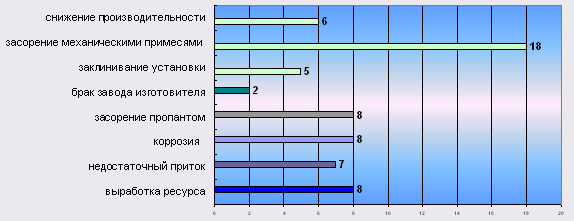 снижение производительности
6
засорение механическими примесями
18
заклинивание установки
5
брак завода изготовителя
2
засорение пропантом
8
коррозия
8
недостаточный приток
7
выработка ресурса
8
0 2 4 6 8 10 12 14 16 18 20